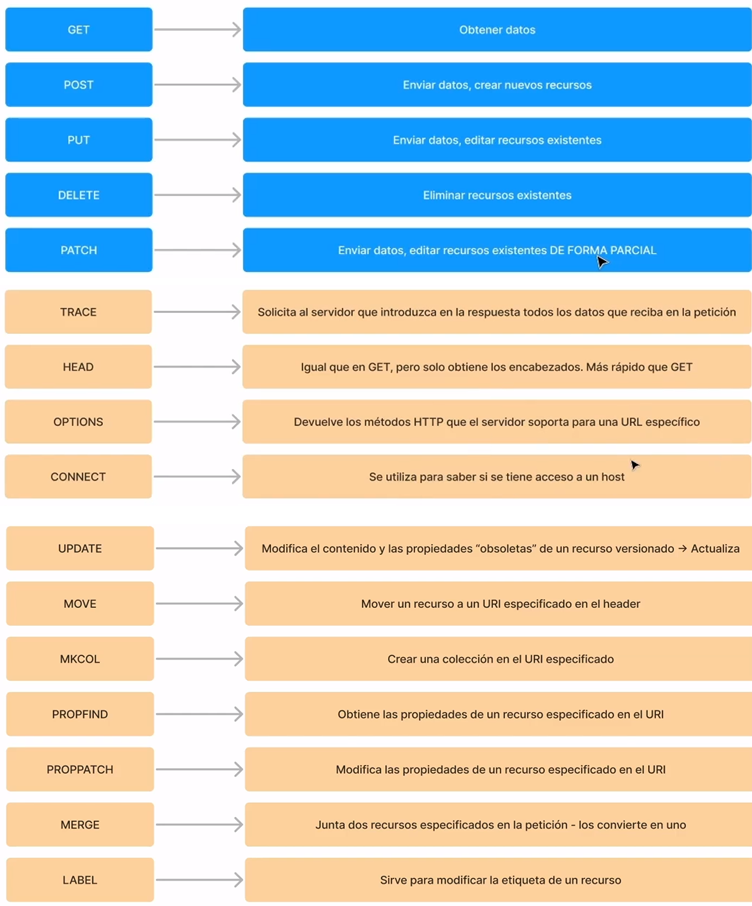 GET
Obtener datos
POST
Enviar datos, crear nuevos recursos
PUT
Enviar datos, editar recursos existentes
DELETE
Eliminar recursos existentes
PATCH
Enviar datos, editar recursos existentes DE FORMA PARCIAL
TRACE
Solicita al servidor que introduzca en la respuesta todos los datos que reciba en la petición
HEAD
Igual que en GET, pero solo obtiene los encabezados. Más rápido que GET
OPTIONS
Devuelve los métodos HTTP que el servidor soporta para una URL específico
CONNECT
Se utiliza para saber si se tiene acceso a un host
UPDATE
Modifica el contenido y las propiedades “obsoletas” de un recurso versionado → Actualiza
MOVE
Mover un recurso a un URI especificado en el header
MKCOL
Crear una colección en el URI especificado
PROPFIND
Obtiene las propiedades de un recurso especificado en el URI
PROPPATCH
Modifica las propiedades de un recurso especificado en el URI
MERGE
Junta dos recursos especificados en la petición - los convierte en uno
LABEL
Sirve para modificar la etiqueta de un recurso